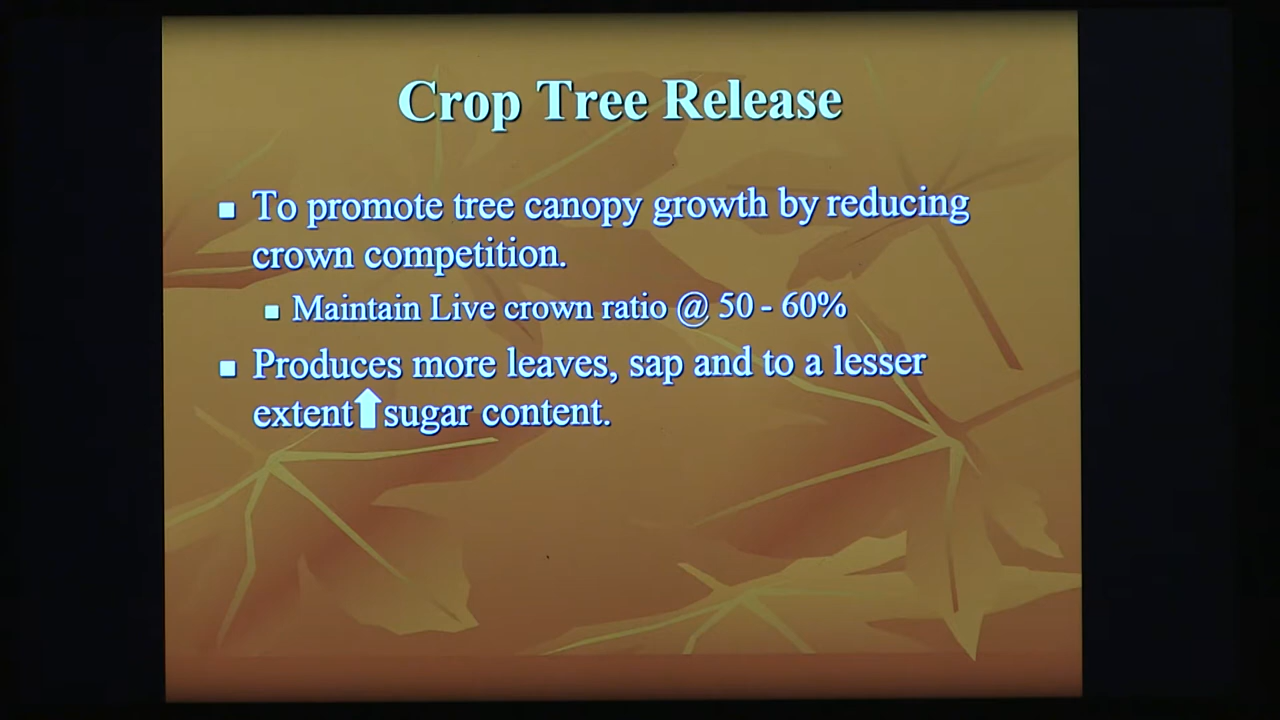 Crop Tree Release
▪ To promote tree canopy growth by reducing
crown competition.
▪ Maintain Live crown ratio @ 50 - 60%
▪ Produces more leaves, sap and to a lesser
extent⬆sugar content.